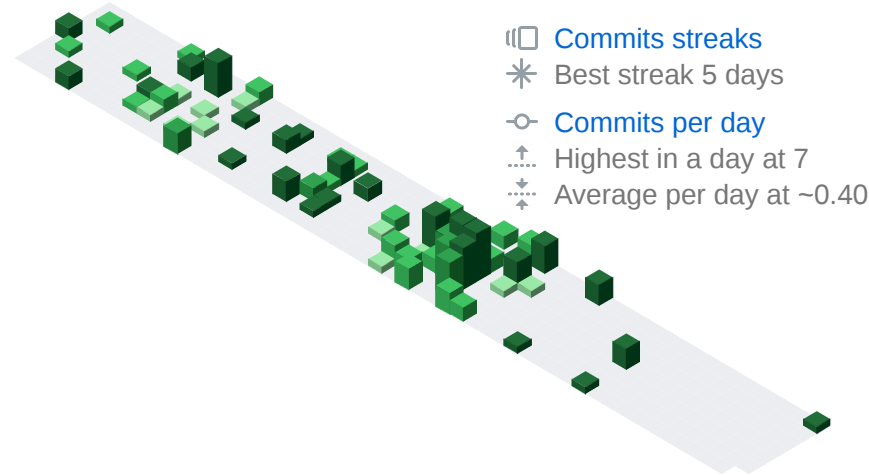 Commits streaks
Best streak 5 days
Commits per day
Highest in a day at 7
Average per day at ~0.40